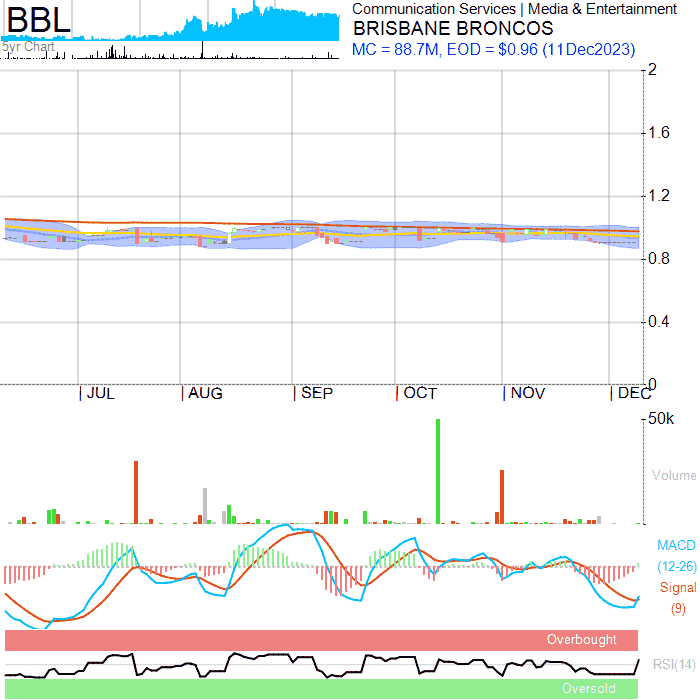 BBL
Communication Services | Media & Entertainment
BRISBANE BRONCOS
MC = 88.7M, EOD = $0.96 (11Dec2023)
5yr Chart
2
1.6
1.2
0.8
0.4
0
JUL AUG SEP OCT NOV DEC
50k
Volume
MACD
(12-26)
Signal
(9)
Overbought
RSI(14)
Oversold